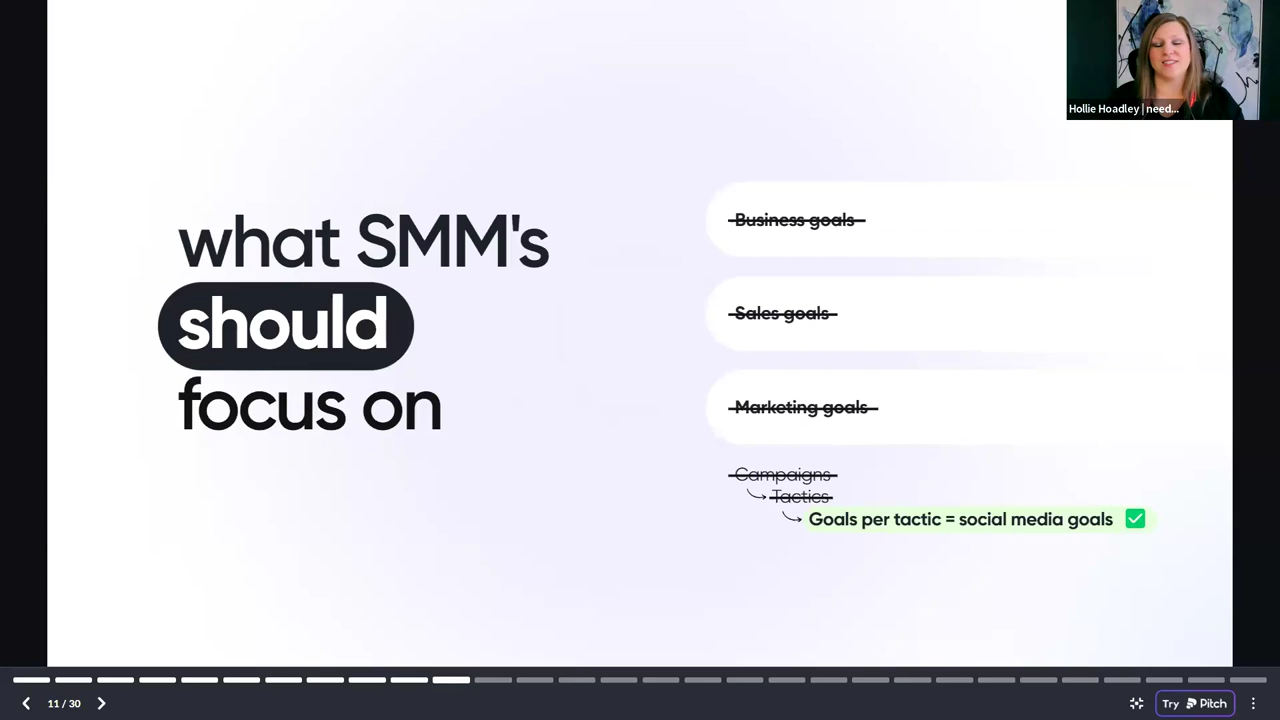 Hollie Hoadley | need...
what SMM's
should
focus on
Business goals
Sales goals
Marketing goals
Campaigns
Tactics
Goals per tactic = social media goals
11 / 30
Try Pitch